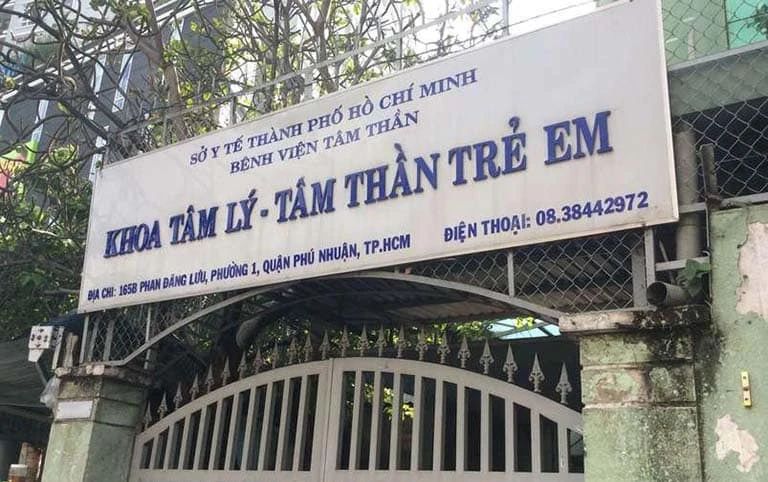 SỞ Y TẾ THÀNH PHỐ HỒ CHÍ MINH
BỆNH VIỆN TÂM THẦN
KHOA TÂM LÝ - TÂM THẦN TRẺ EM
ĐỊA CHỈ: 165B PHAN ĐĂNG LƯU, PHƯỜNG 1, QUẬN PHÚ NHUẬN, TP.HCM ĐIỆN THOẠI: 08.38442972